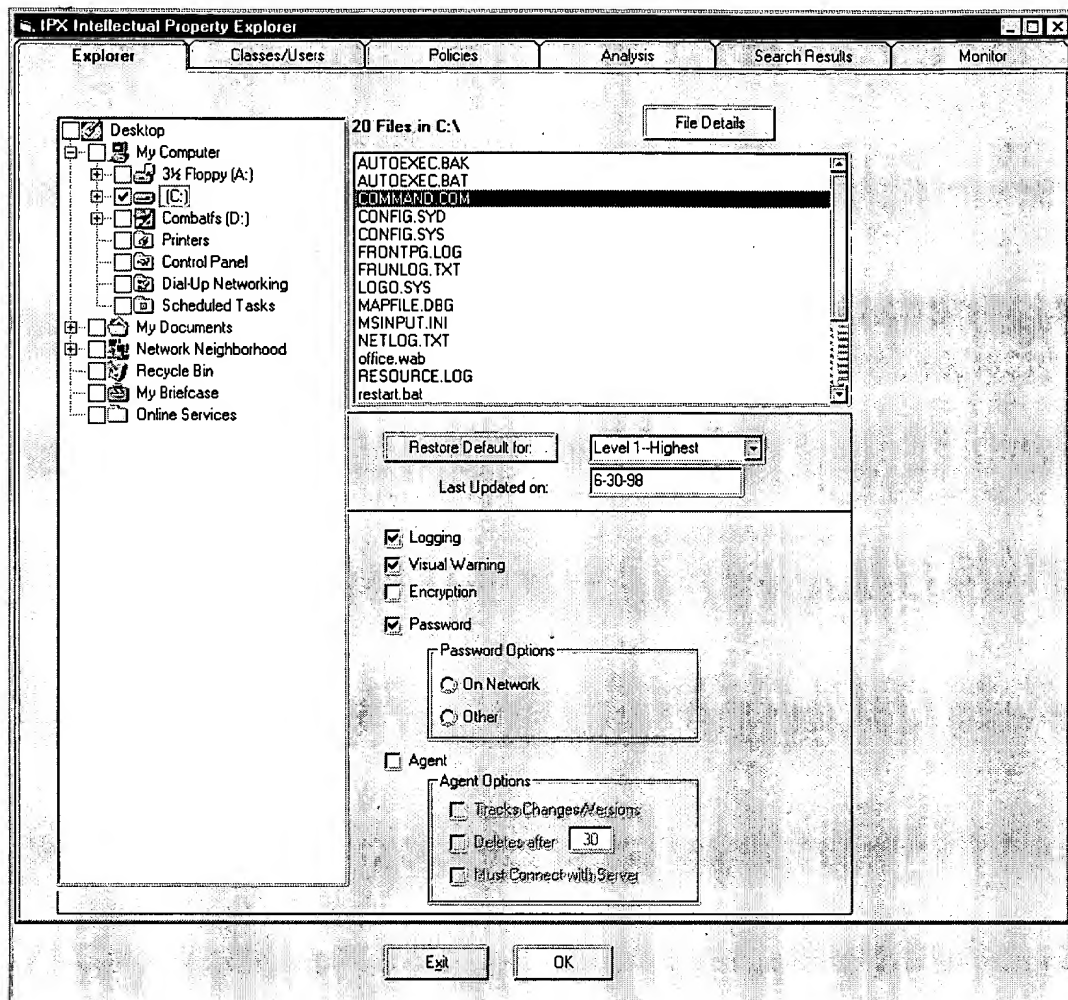 IPX Intellectual Property Explorer
Explorer Classes/Users Policies Analysis Search Results Monitor
Desktop
My Computer
3½ Floppy (A:)
(C:)
Combatfs (D:)
Printers
Control Panel
Dial-Up Networking
Scheduled Tasks
My Documents
Network Neighborhood
Recycle Bin
My Briefcase
Online Services
20 Files in C:\
File Details
AUTOEXEC.BAK
AUTOEXEC.BAT
COMMAND.COM
CONFIG.SYD
CONFIG.SYS
FRONTPG.LOG
FRUNLOG.TXT
LOGO.SYS
MAPFILE.DBG
MSINPUT.INI
NETLOG.TXT
office.wab
RESOURCE.LOG
restart.bat
Restore Default for: Level 1--Highest
Last Updated on: 6-30-98
Logging
Visual Warning
Encryption
Password
Password Options
On Network
Other
Agent
Agent Options
Tracks Changes/Versions
Deletes after 30
Must Connect with Server
Exit OK